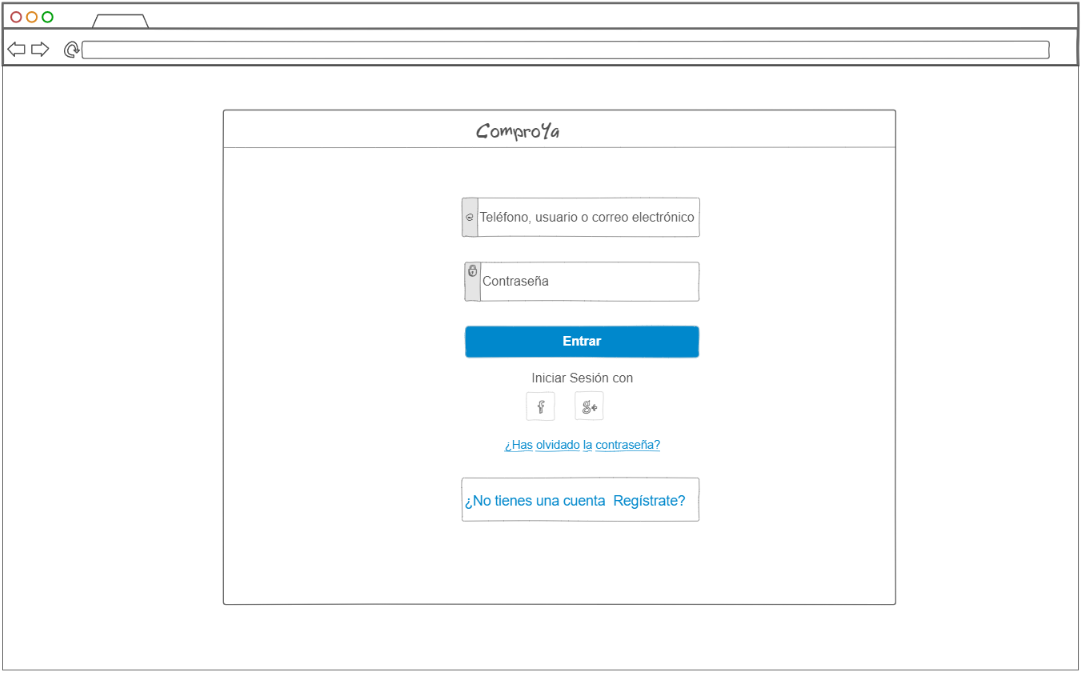 ComproYa
Teléfono, usuario o correo electrónico
Contraseña
Entrar
Iniciar Sesión con
f g+
¿Has olvidado la contraseña?
¿No tienes una cuenta Regístrate?